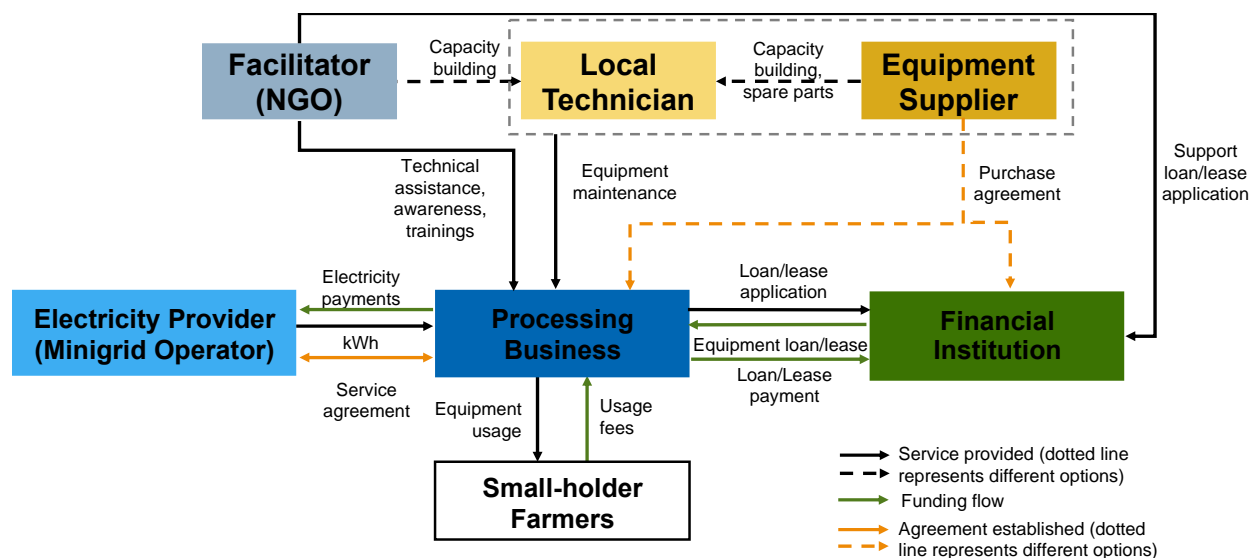 Facilitator
(NGO)
Capacity
building
Local
Technician
Capacity
building,
spare parts
Equipment
Supplier
Technical
assistance,
awareness,
trainings
Equipment
maintenance
Purchase
agreement
Support
loan/lease
application
Electricity Provider
(Minigrid Operator)
Electricity
payments
kWh
Service
agreement
Processing
Business
Loan/lease
application
Equipment loan/lease
Loan/Lease
payment
Financial
Institution
Equipment
usage
Usage
fees
Small-holder
Farmers
Service provided (dotted line
represents different options)
Funding flow
Agreement established (dotted
line represents different options)